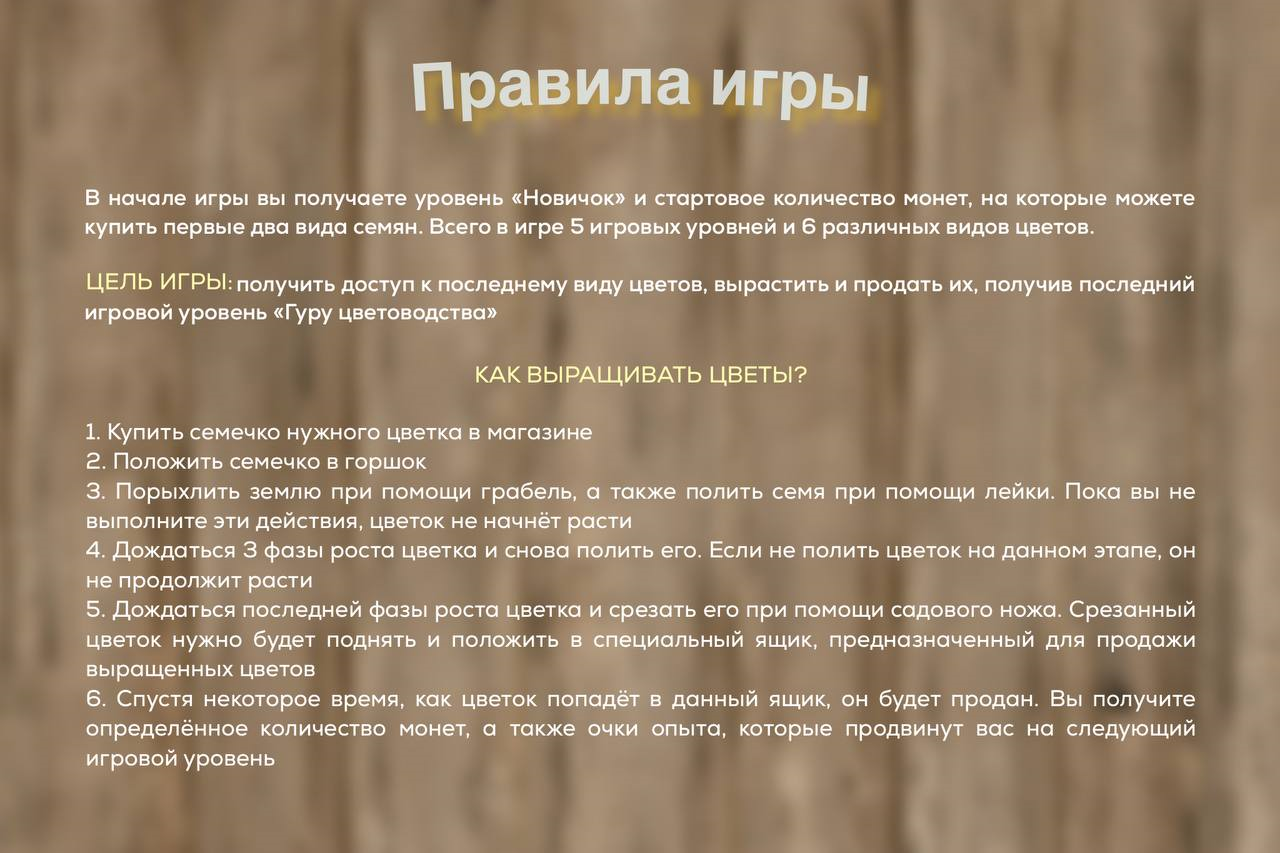 Правила игры
В начале игры вы получаете уровень «Новичок» и стартовое количество монет, на которые можете
купить первые два вида семян. Всего в игре 5 игровых уровней и 6 различных видов цветов.
ЦЕЛЬ ИГРЫ: получить доступ к последнему виду цветов, вырастить и продать их, получив последний
игровой уровень «Гуру цветоводства»
КАК ВЫРАЩИВАТЬ ЦВЕТЫ?
1. Купить семечко нужного цветка в магазине
2. Положить семечко в горшок
3. Порыхлить землю при помощи грабель, а также полить семя при помощи лейки. Пока вы не
выполните эти действия, цветок не начнёт расти
4. Дождаться 3 фазы роста цветка и снова полить его. Если не полить цветок на данном этапе, он
не продолжит расти
5. Дождаться последней фазы роста цветка и срезать его при помощи садового ножа. Срезанный
цветок нужно будет поднять и положить в специальный ящик, предназначенный для продажи
выращенных цветов
6. Спустя некоторое время, как цветок попадёт в данный ящик, он будет продан. Вы получите
определённое количество монет, а также очки опыта, которые продвинут вас на следующий
игровой уровень